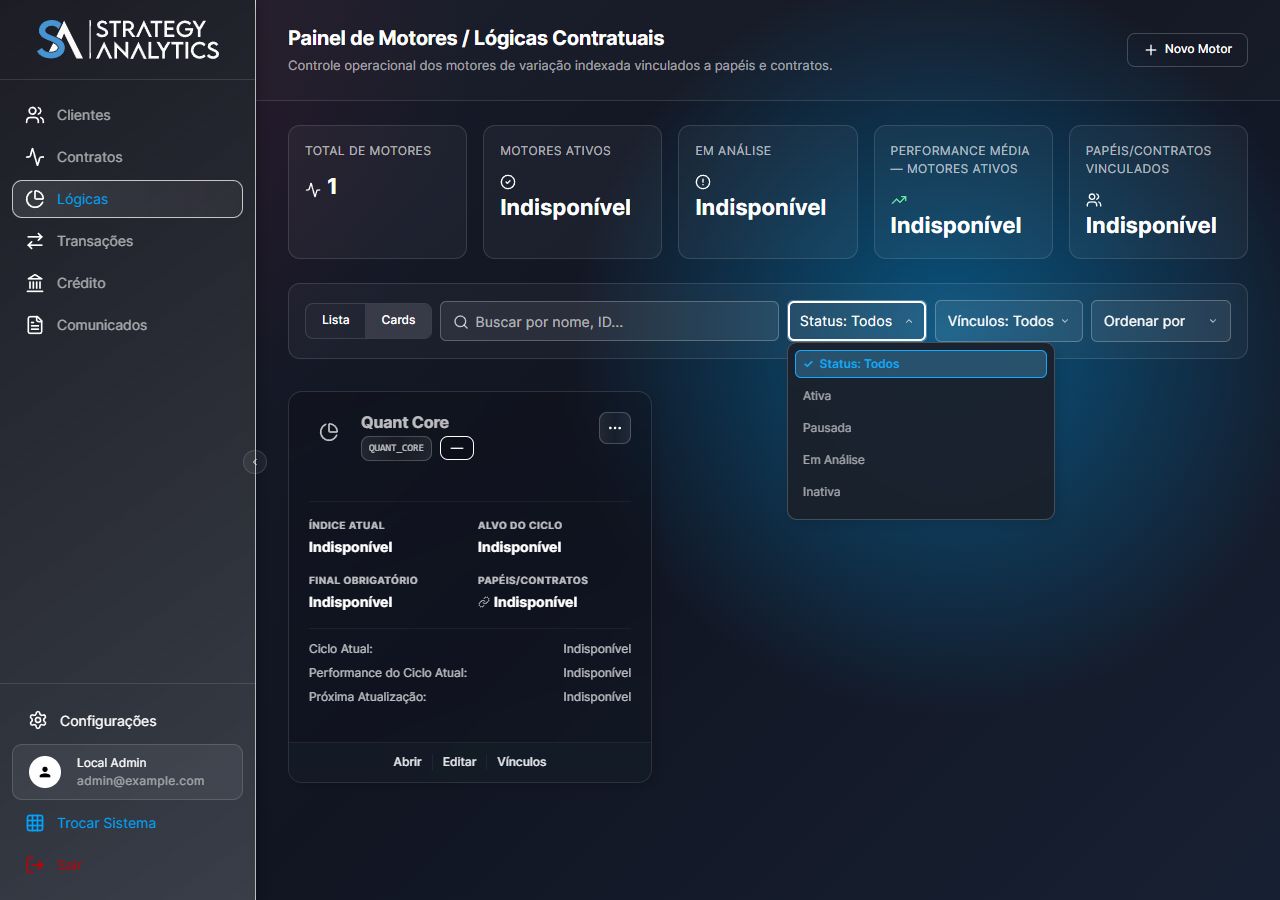 STRATEGY
ANALYTICS
Clientes
Contratos
Lógicas
Transações
Crédito
Comunicados
Configurações
Local Admin
admin@example.com
Trocar Sistema
Sair
Painel de Motores / Lógicas Contratuais
Controle operacional dos motores de variação indexada vinculados a papéis e contratos.
Novo Motor
TOTAL DE MOTORES
1
MOTORES ATIVOS
Indisponível
EM ANÁLISE
Indisponível
PERFORMANCE MÉDIA
— MOTORES ATIVOS
Indisponível
PAPÉIS/CONTRATOS
VINCULADOS
Indisponível
Lista
Cards
Buscar por nome, ID...
Status: Todos
Vínculos: Todos
Ordenar por
Status: Todos
Ativa
Pausada
Em Análise
Inativa
Quant Core
QUANT_CORE
—
ÍNDICE ATUAL
Indisponível
ALVO DO CICLO
Indisponível
FINAL OBRIGATÓRIO
Indisponível
PAPÉIS/CONTRATOS
Indisponível
Ciclo Atual: Indisponível
Performance do Ciclo Atual: Indisponível
Próxima Atualização: Indisponível
Abrir
Editar
Vínculos